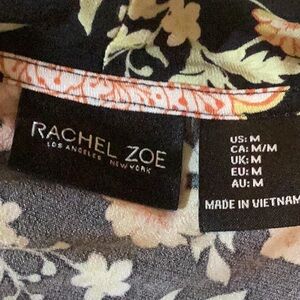 RACHEL ZOE
LOS ANGELES NEW YORK
US: M
CA: M/M
UK: M
EU: M
AU: M
MADE IN VIETNAM